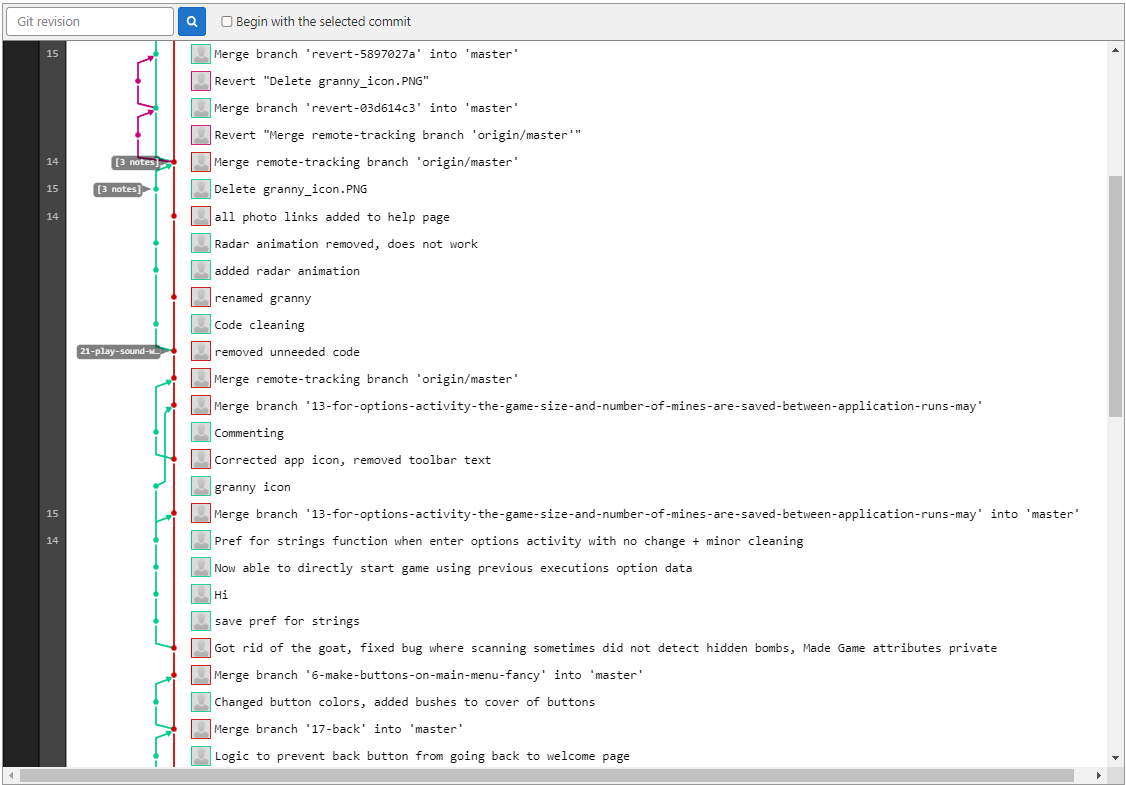 Git revision
Begin with the selected commit
15 Merge branch 'revert-5897027a' into 'master'
Revert "Delete granny_icon.PNG"
Merge branch 'revert-03d614c3' into 'master'
Revert "Merge remote-tracking branch 'origin/master'"
14 [3 notes] Merge remote-tracking branch 'origin/master'
15 [3 notes] Delete granny_icon.PNG
14 all photo links added to help page
Radar animation removed, does not work
added radar animation
renamed granny
Code cleaning
21-play-sound-w… removed unneeded code
Merge remote-tracking branch 'origin/master'
Merge branch '13-for-options-activity-the-game-size-and-number-of-mines-are-saved-between-application-runs-may'
Commenting
Corrected app icon, removed toolbar text
granny icon
15 Merge branch '13-for-options-activity-the-game-size-and-number-of-mines-are-saved-between-application-runs-may' into 'master'
14 Pref for strings function when enter options activity with no change + minor cleaning
Now able to directly start game using previous executions option data
Hi
save pref for strings
Got rid of the goat, fixed bug where scanning sometimes did not detect hidden bombs, Made Game attributes private
Merge branch '6-make-buttons-on-main-menu-fancy' into 'master'
Changed button colors, added bushes to cover of buttons
Merge branch '17-back' into 'master'
Logic to prevent back button from going back to welcome page